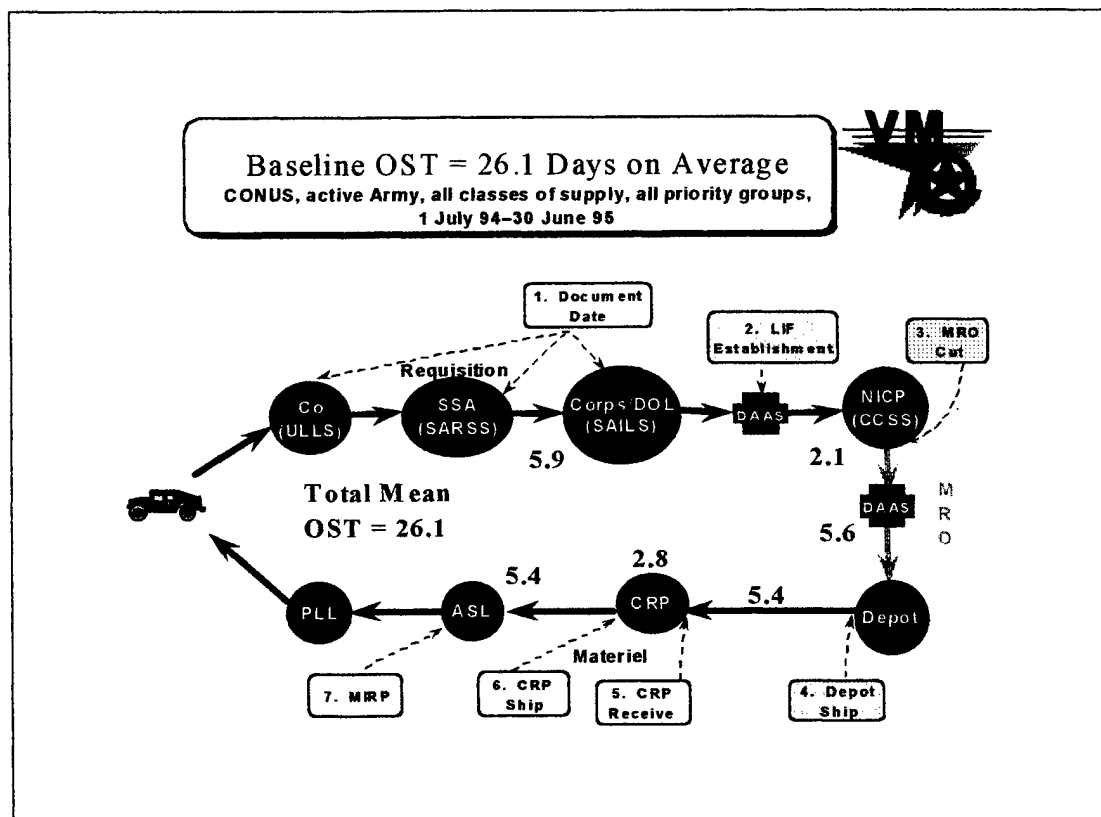 VM
Baseline OST = 26.1 Days on Average
CONUS, active Army, all classes of supply, all priority groups,
1 July 94–30 June 95
1. Document
Date
2. LIF
Establishment
3. MRO
Cut
Requisition
Co
(ULLS)
SSA
(SARSS)
Corps/DOL
(SAILS)
DAAS
NICP
(CCSS)
5.9
2.1
Total Mean
OST = 26.1
DAAS
M
R
O
5.6
5.4
2.8
5.4
PLL
ASL
CRP
Depot
Materiel
7. MIRP
6. CRP
Ship
5. CRP
Receive
4. Depot
Ship